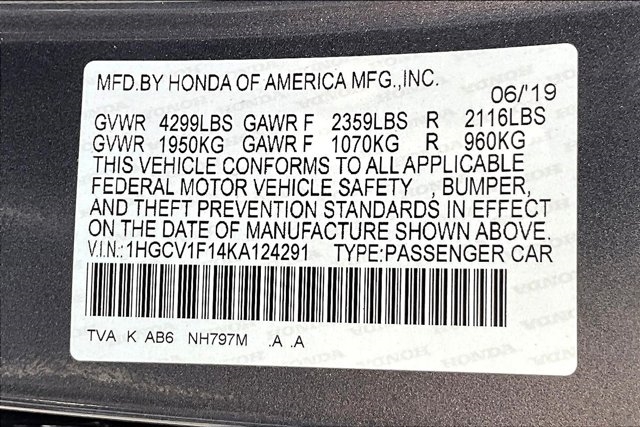 MFD.BY HONDA OF AMERICA MFG.,INC.
06/'19
GVWR 4299LBS GAWR F 2359LBS R 2116LBS
GVWR 1950KG GAWR F 1070KG R 960KG
THIS VEHICLE CONFORMS TO ALL APPLICABLE
FEDERAL MOTOR VEHICLE SAFETY , BUMPER,
AND THEFT PREVENTION STANDARDS IN EFFECT
ON THE DATE OF MANUFACTURE SHOWN ABOVE.
V.I.N.:1HGCV1F14KA124291 TYPE:PASSENGER CAR
TVA K AB6 NH797M .A .A